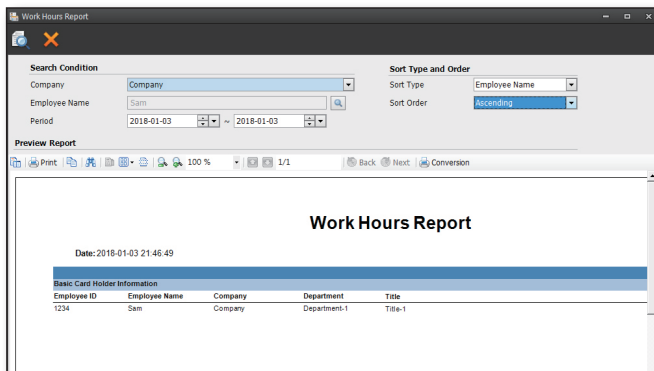 Work Hours Report
Search Condition
Sort Type and Order
Company Company Sort Type Employee Name
Employee Name Sam Sort Order Ascending
Period 2018-01-03 ~ 2018-01-03
Preview Report
Print 100 % 1/1 Back Next Conversion
Work Hours Report
Date: 2018-01-03 21:46:49
Basic Card Holder Information
Employee ID Employee Name Company Department Title
1234 Sam Company Department-1 Title-1